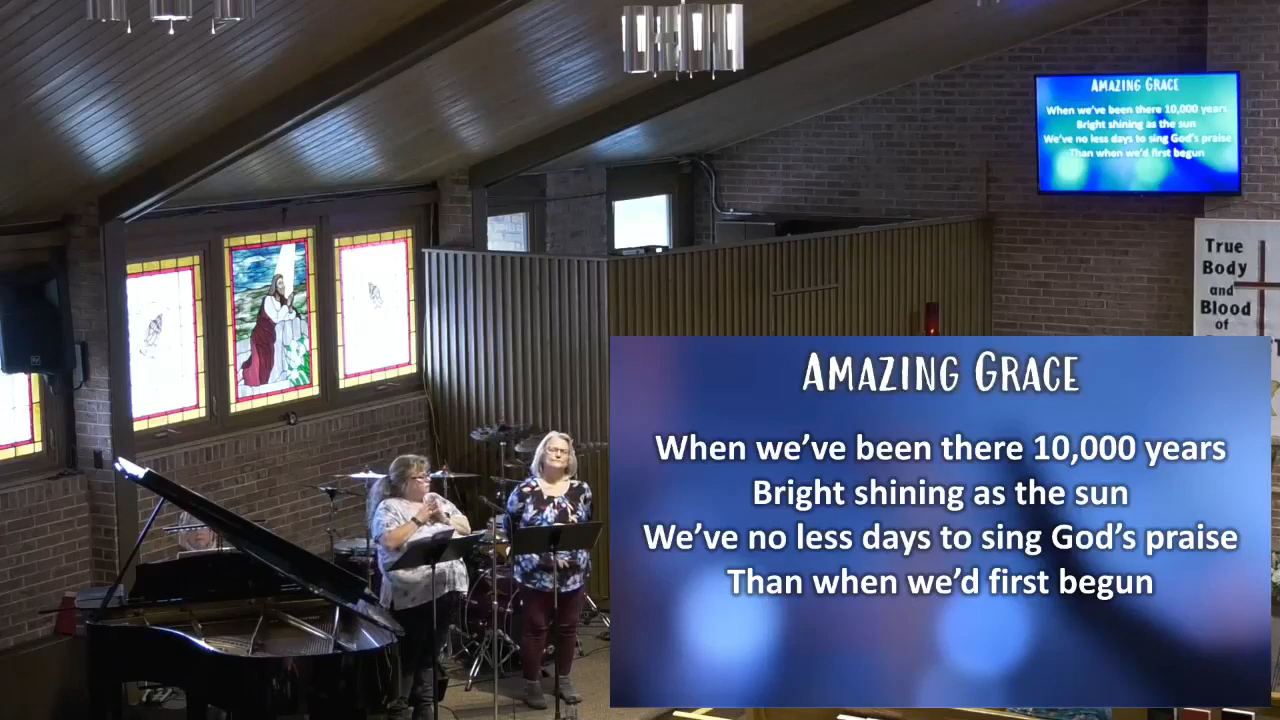 AMAZING GRACE
When we've been there 10,000 years
Bright shining as the sun
We've no less days to sing God's praise
Than when we'd first begun
True
Body
and
Blood
of
AMAZING GRACE
When we've been there 10,000 years
Bright shining as the sun
We've no less days to sing God's praise
Than when we'd first begun